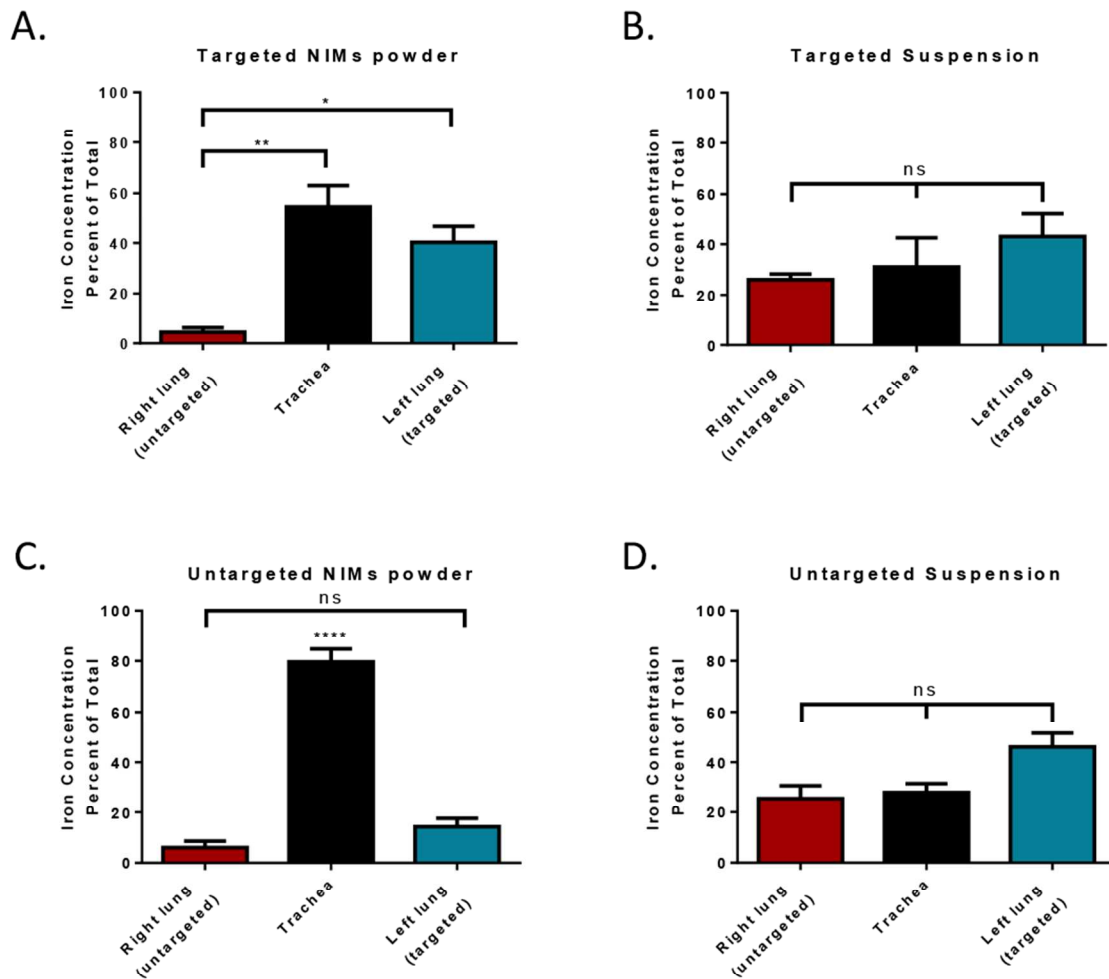 A.
Targeted NIMs powder
Iron Concentration
Percent of Total
100
80
60
40
20
0
*
**
Right lung
(untargeted)
Trachea
Left lung
(targeted)
B.
Targeted Suspension
Iron Concentration
Percent of Total
100
80
60
40
20
0
ns
Right lung
(untargeted)
Trachea
Left lung
(targeted)
C.
Untargeted NIMs powder
Iron Concentration
Percent of Total
100
80
60
40
20
0
ns
****
Right lung
(untargeted)
Trachea
Left lung
(targeted)
D.
Untargeted Suspension
Iron Concentration
Percent of Total
100
80
60
40
20
0
ns
Right lung
(untargeted)
Trachea
Left lung
(targeted)